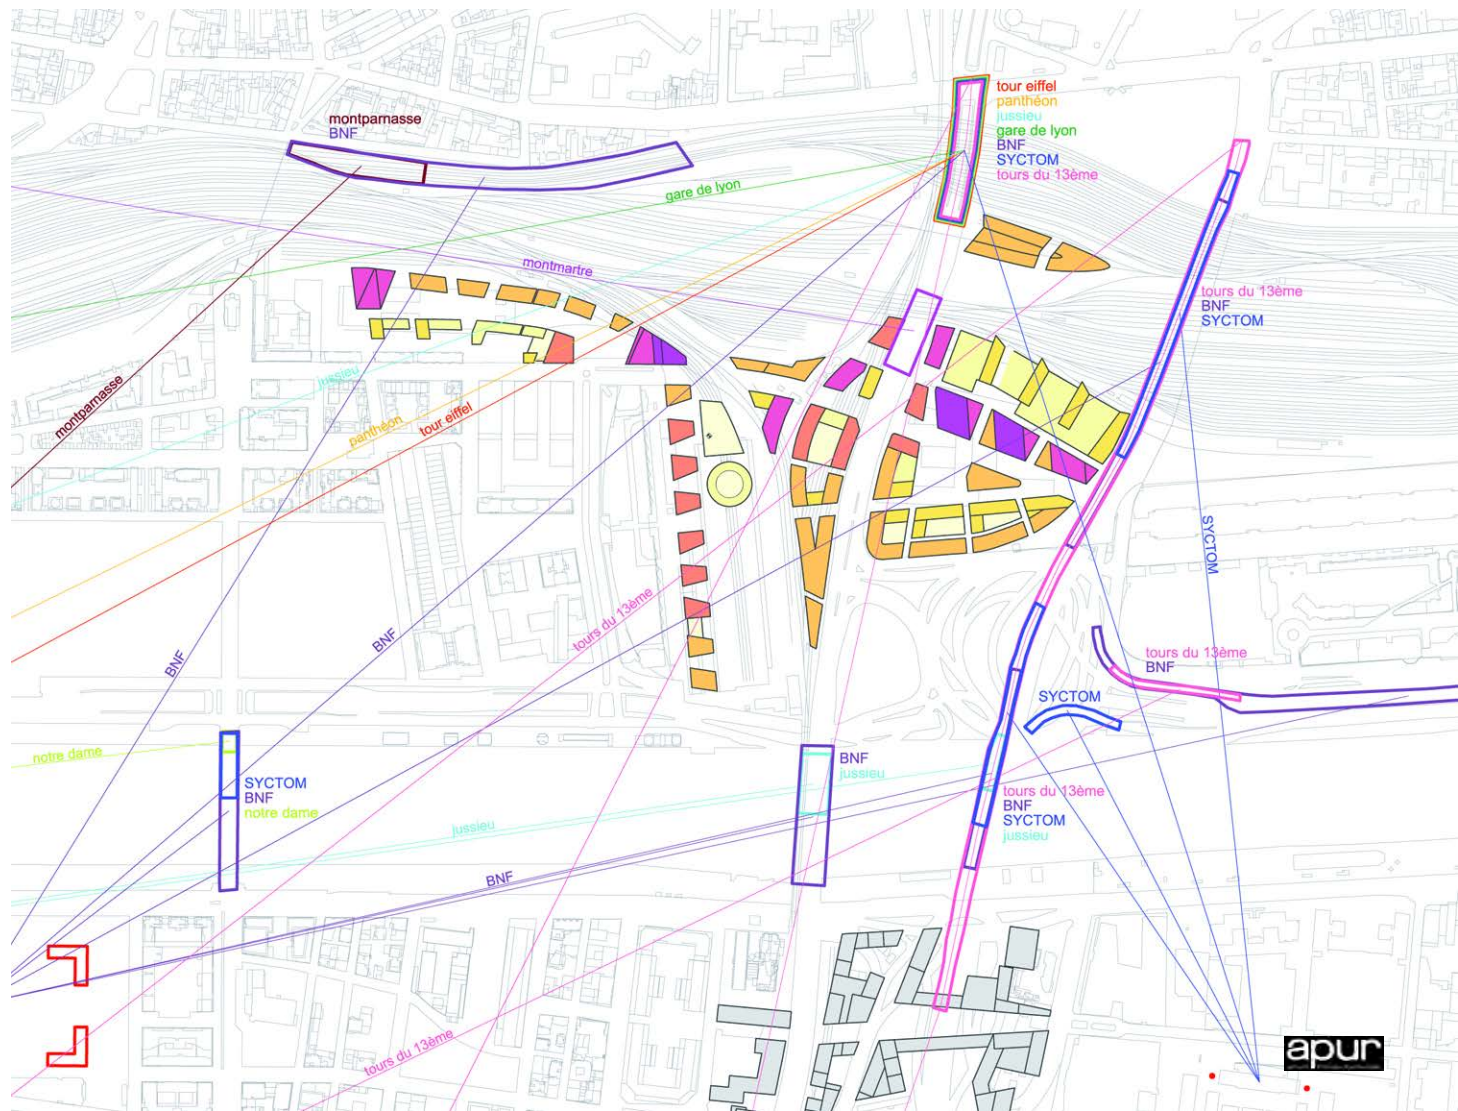 tour eiffel
panthéon
jussieu
gare de lyon
BNF
SYCTOM
tours du 13ème
montparnasse
BNF
gare de lyon
montmartre
tours du 13ème
BNF
SYCTOM
jussieu
montparnasse
panthéon
tour eiffel
SYCTOM
BNF
tours du 13ème
BNF
tours du 13ème
BNF
SYCTOM
notre dame
SYCTOM
BNF
notre dame
BNF
jussieu
tours du 13ème
BNF
SYCTOM
jussieu
jussieu
BNF
tours du 13ème
apur